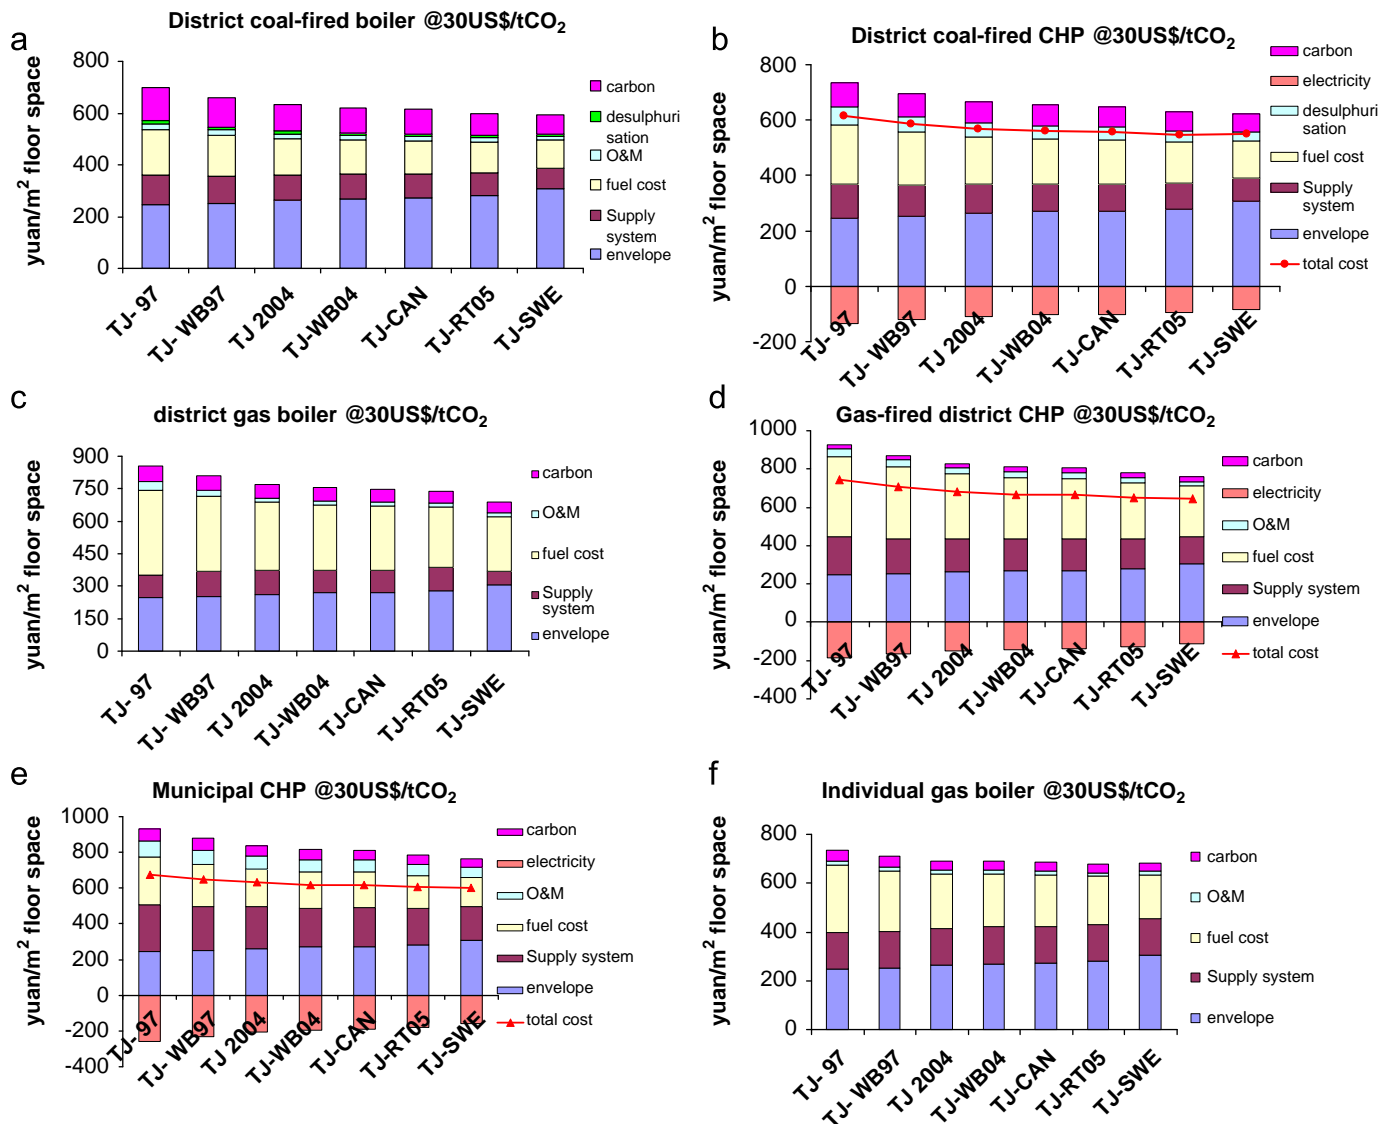 a
District coal-fired boiler @30US$/tCO2
yuan/m2 floor space
800
600
400
200
0
TJ- 97
TJ- WB97
TJ 2004
TJ-WB04
TJ-CAN
TJ-RT05
TJ-SWE
carbon
desulphuri
sation
O&M
fuel cost
Supply
system
envelope
b
District coal-fired CHP @30US$/tCO2
yuan/m2 floor space
800
600
400
200
0
-200
TJ- 97
TJ- WB97
TJ 2004
TJ-WB04
TJ-CAN
TJ-RT05
TJ-SWE
carbon
electricity
desulphuri
sation
fuel cost
Supply
system
envelope
total cost
c
district gas boiler @30US$/tCO2
yuan/m2 floor space
900
750
600
450
300
150
0
TJ- 97
TJ- WB97
TJ 2004
TJ-WB04
TJ-CAN
TJ-RT05
TJ-SWE
carbon
O&M
fuel cost
Supply
system
envelope
d
Gas-fired district CHP @30US$/tCO2
yuan/m2 floor space
1000
800
600
400
200
0
-200
-400
TJ- 97
TJ- WB97
TJ 2004
TJ-WB04
TJ-CAN
TJ-RT05
TJ-SWE
carbon
electricity
O&M
fuel cost
Supply system
envelope
total cost
e
Municipal CHP @30US$/tCO2
yuan/m2 floor space
1000
800
600
400
200
0
-200
-400
TJ- 97
TJ- WB97
TJ 2004
TJ-WB04
TJ-CAN
TJ-RT05
TJ-SWE
carbon
electricity
O&M
fuel cost
Supply system
envelope
total cost
f
Individual gas boiler @30US$/tCO2
yuan/m2 floor space
800
600
400
200
0
TJ- 97
TJ- WB97
TJ 2004
TJ-WB04
TJ-CAN
TJ-RT05
TJ-SWE
carbon
O&M
fuel cost
Supply system
envelope